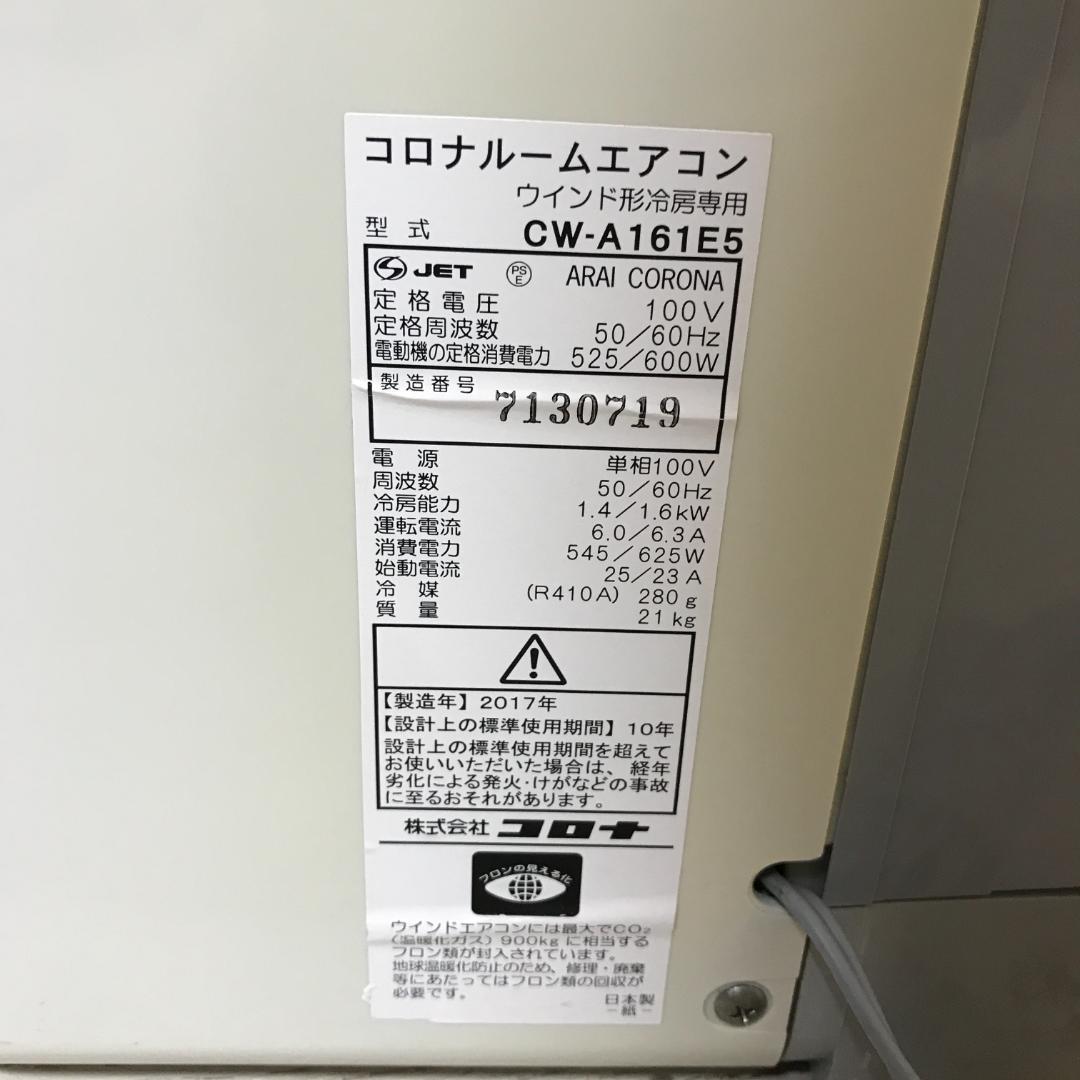 コロナルームエアコン
ウインド形冷房専用
型式 CW-A161E5
JET PSE ARAI CORONA
定格電圧 100V
定格周波数 50/60Hz
電動機の定格消費電力 525/600W
製造番号 7130719
電源 単相100V
周波数 50/60Hz
冷房能力 1.4/1.6kW
運転電流 6.0/6.3A
消費電力 545/625W
始動電流 25/23A
冷媒 (R410A) 280g
質量 21kg
【製造年】2017年
【設計上の標準使用期間】10年
設計上の標準使用期間を超えて
お使いいただいた場合は、経年
劣化による発火・けがなどの事故
に至るおそれがあります。
株式会社 コロナ
フロンの見える化
ウインドエアコンには最大でCO₂
(温暖化ガス)900kgに相当する
フロン類が封入されています。
地球温暖化防止のため、修理・廃棄
等にあたってはフロン類の回収が
必要です。
日本製
-紙-